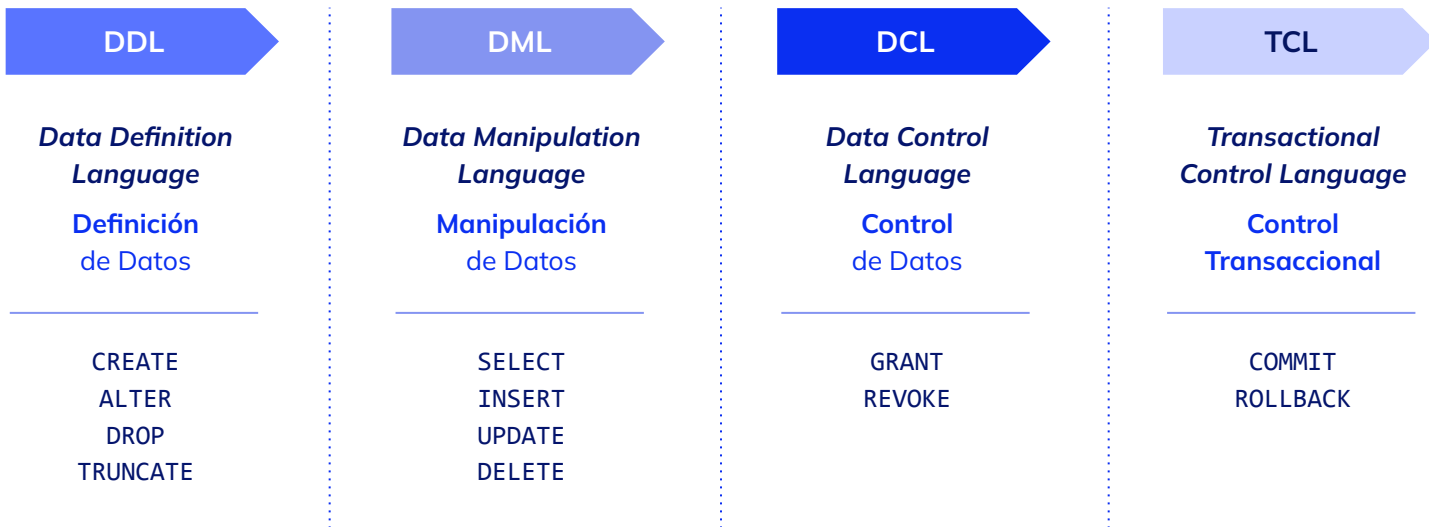 DDL
Data Definition
Language
Definición
de Datos
CREATE
ALTER
DROP
TRUNCATE
DML
Data Manipulation
Language
Manipulación
de Datos
SELECT
INSERT
UPDATE
DELETE
DCL
Data Control
Language
Control
de Datos
GRANT
REVOKE
TCL
Transactional
Control Language
Control
Transaccional
COMMIT
ROLLBACK